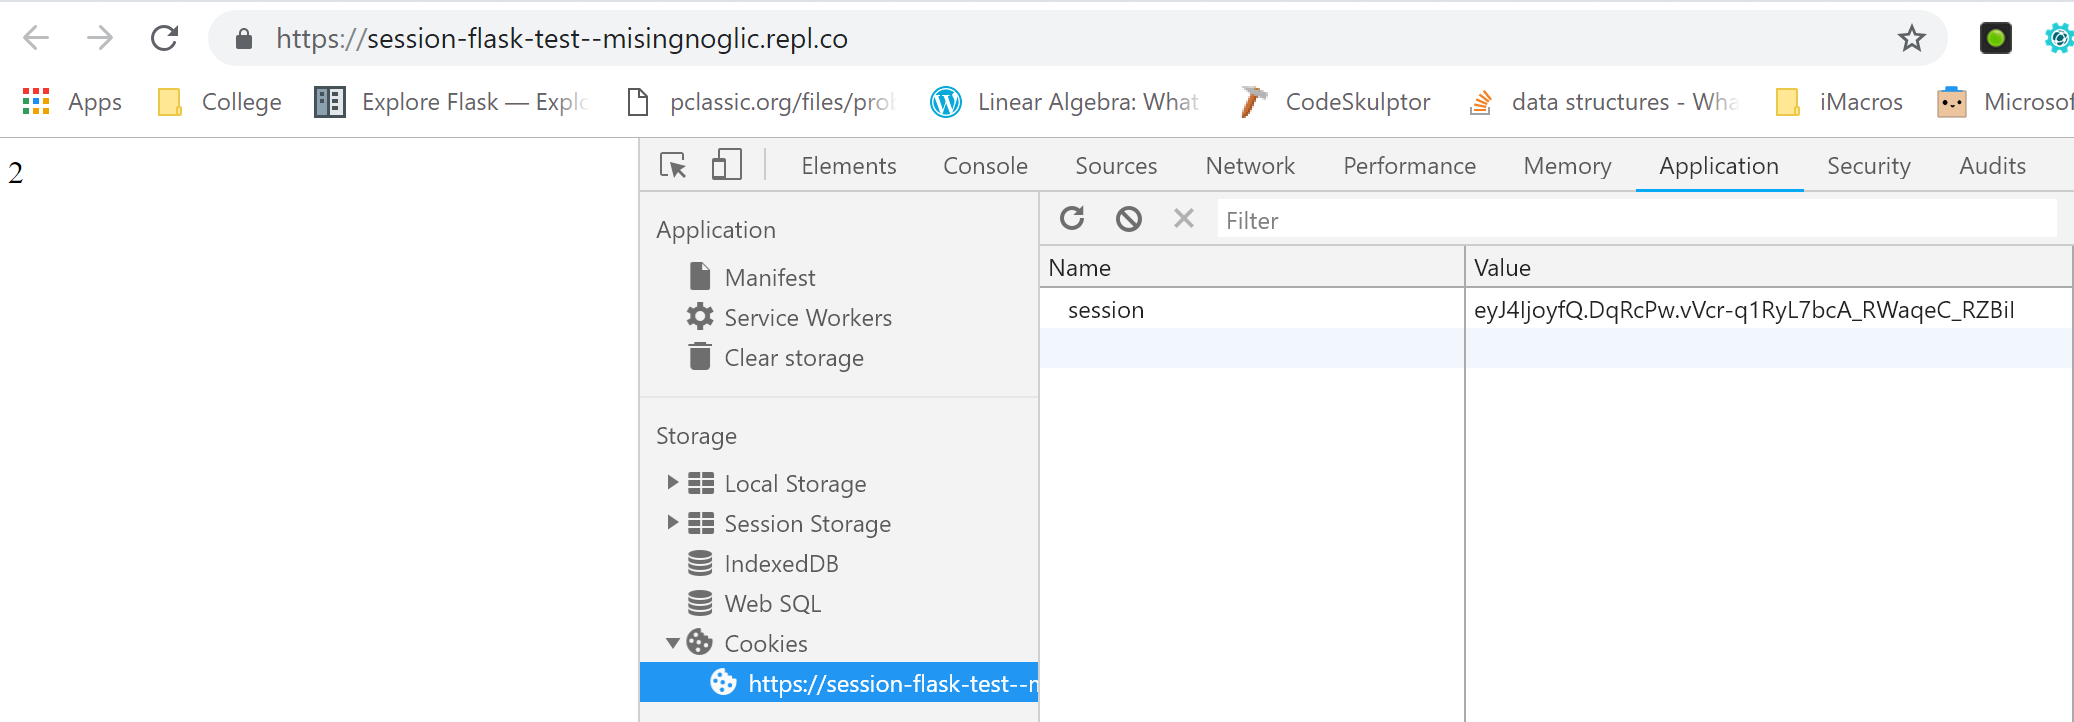 https://session-flask-test--misingnoglic.repl.co
Apps College Explore Flask — Explo pclassic.org/files/prob Linear Algebra: What CodeSkulptor data structures - Wha iMacros Microsof
2
Elements Console Sources Network Performance Memory Application Security Audits
Filter
Application
Manifest
Service Workers
Clear storage
Storage
Local Storage
Session Storage
IndexedDB
Web SQL
Cookies
https://session-flask-test--m
Name Value
session eyJ4IjoyfQ.DqRcPw.vVcr-q1RyL7bcA_RWaqeC_RZBiI